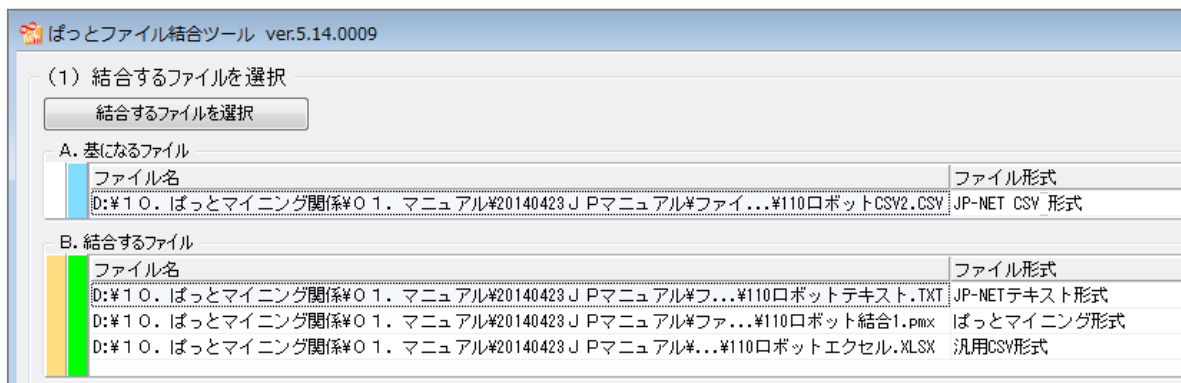 ぱっとファイル結合ツール ver.5.14.0009
(1) 結合するファイルを選択
結合するファイルを選択
A. 基になるファイル
ファイル名 ファイル形式
D:¥10. ぱっとマイニング関係¥01. マニュアル¥20140423JPマニュアル¥ファイ...¥110ロボットCSV2.CSV JP-NET CSV 形式
B. 結合するファイル
ファイル名 ファイル形式
D:¥10. ぱっとマイニング関係¥01. マニュアル¥20140423JPマニュアル¥フ...¥110ロボットテキスト.TXT JP-NETテキスト形式
D:¥10. ぱっとマイニング関係¥01. マニュアル¥20140423JPマニュアル¥ファ...¥110ロボット結合1.pmx ぱっとマイニング形式
D:¥10. ぱっとマイニング関係¥01. マニュアル¥20140423JPマニュアル¥...¥110ロボットエクセル.XLSX 汎用CSV形式